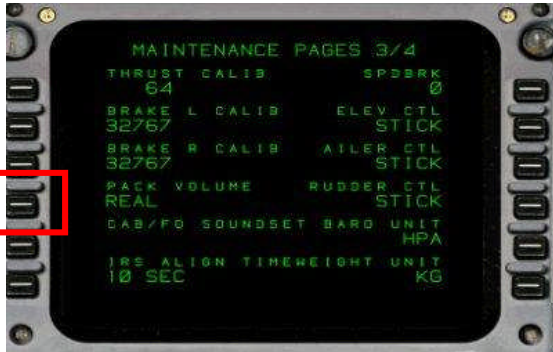 MAINTENANCE PAGES 3/4
THRUST CALIB SPDBRK
64 0
BRAKE L CALIB ELEV CTL
32767 STICK
BRAKE R CALIB AILER CTL
32767 STICK
PACK VOLUME RUDDER CTL
REAL STICK
CAB/FO SOUNDSET BARO UNIT
HPA
IRS ALIGN TIMEWEIGHT UNIT
10 SEC KG